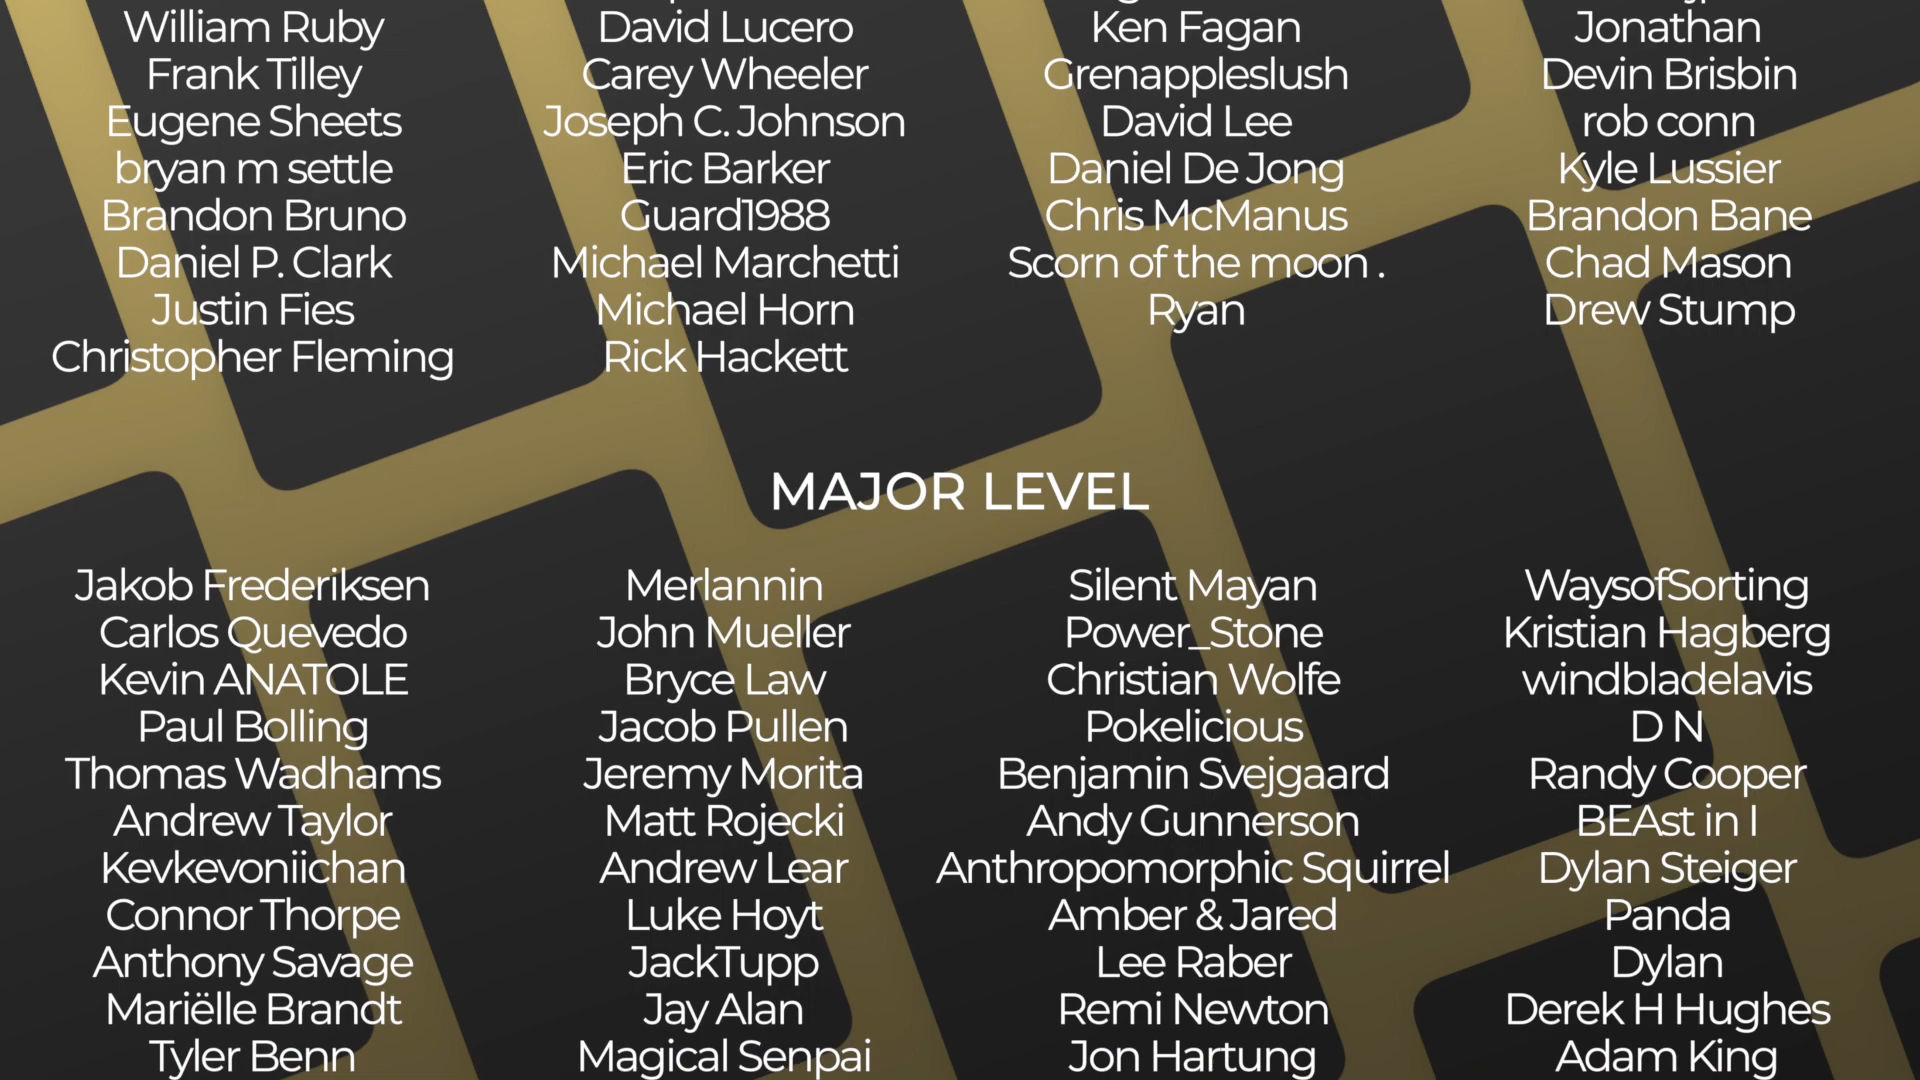 William Ruby
Frank Tilley
Eugene Sheets
bryan m settle
Brandon Bruno
Daniel P. Clark
Justin Fies
Christopher Fleming
David Lucero
Carey Wheeler
Joseph C. Johnson
Eric Barker
Guard1988
Michael Marchetti
Michael Horn
Rick Hackett
Ken Fagan
Grenappleslush
David Lee
Daniel De Jong
Chris McManus
Scorn of the moon .
Ryan
Jonathan
Devin Brisbin
rob conn
Kyle Lussier
Brandon Bane
Chad Mason
Drew Stump
MAJOR LEVEL
Jakob Frederiksen
Carlos Quevedo
Kevin ANATOLE
Paul Bolling
Thomas Wadhams
Andrew Taylor
Kevkevoniichan
Connor Thorpe
Anthony Savage
Mariëlle Brandt
Tyler Benn
Merlannin
John Mueller
Bryce Law
Jacob Pullen
Jeremy Morita
Matt Rojecki
Andrew Lear
Luke Hoyt
JackTupp
Jay Alan
Magical Senpai
Silent Mayan
Power_Stone
Christian Wolfe
Pokelicious
Benjamin Svejgaard
Andy Gunnerson
Anthropomorphic Squirrel
Amber & Jared
Lee Raber
Remi Newton
Jon Hartung
WaysofSorting
Kristian Hagberg
windbladelavis
D N
Randy Cooper
BEAst in I
Dylan Steiger
Panda
Dylan
Derek H Hughes
Adam King